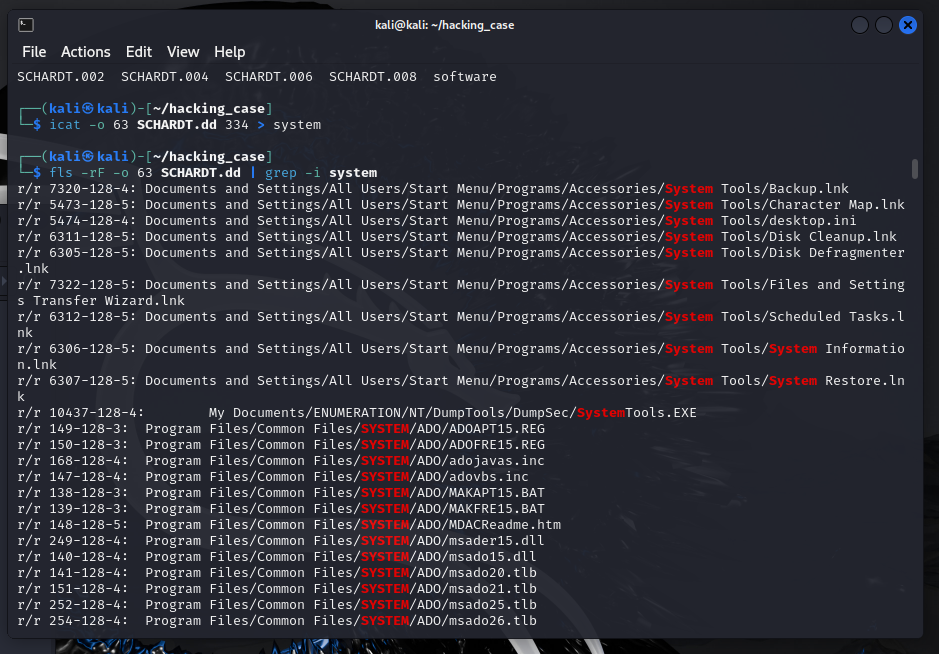 kali@kali: ~/hacking_case
File Actions Edit View Help
SCHARDT.002 SCHARDT.004 SCHARDT.006 SCHARDT.008 software
┌──(kali㉿kali)-[~/hacking_case]
└─$ icat -o 63 SCHARDT.dd 334 > system
┌──(kali㉿kali)-[~/hacking_case]
└─$ fls -rF -o 63 SCHARDT.dd | grep -i system
r/r 7320-128-4: Documents and Settings/All Users/Start Menu/Programs/Accessories/System Tools/Backup.lnk
r/r 5473-128-5: Documents and Settings/All Users/Start Menu/Programs/Accessories/System Tools/Character Map.lnk
r/r 5474-128-4: Documents and Settings/All Users/Start Menu/Programs/Accessories/System Tools/desktop.ini
r/r 6311-128-5: Documents and Settings/All Users/Start Menu/Programs/Accessories/System Tools/Disk Cleanup.lnk
r/r 6305-128-5: Documents and Settings/All Users/Start Menu/Programs/Accessories/System Tools/Disk Defragmenter
.lnk
r/r 7322-128-5: Documents and Settings/All Users/Start Menu/Programs/Accessories/System Tools/Files and Setting
s Transfer Wizard.lnk
r/r 6312-128-5: Documents and Settings/All Users/Start Menu/Programs/Accessories/System Tools/Scheduled Tasks.l
nk
r/r 6306-128-5: Documents and Settings/All Users/Start Menu/Programs/Accessories/System Tools/System Informatio
n.lnk
r/r 6307-128-5: Documents and Settings/All Users/Start Menu/Programs/Accessories/System Tools/System Restore.ln
k
r/r 10437-128-4: My Documents/ENUMERATION/NT/DumpTools/DumpSec/SystemTools.EXE
r/r 149-128-3: Program Files/Common Files/SYSTEM/ADO/ADOAPT15.REG
r/r 150-128-3: Program Files/Common Files/SYSTEM/ADO/ADOFRE15.REG
r/r 168-128-4: Program Files/Common Files/SYSTEM/ADO/adojavas.inc
r/r 147-128-4: Program Files/Common Files/SYSTEM/ADO/adovbs.inc
r/r 138-128-3: Program Files/Common Files/SYSTEM/ADO/MAKAPT15.BAT
r/r 139-128-3: Program Files/Common Files/SYSTEM/ADO/MAKFRE15.BAT
r/r 148-128-5: Program Files/Common Files/SYSTEM/ADO/MDACReadme.htm
r/r 249-128-4: Program Files/Common Files/SYSTEM/ADO/msader15.dll
r/r 140-128-4: Program Files/Common Files/SYSTEM/ADO/msado15.dll
r/r 141-128-4: Program Files/Common Files/SYSTEM/ADO/msado20.tlb
r/r 151-128-4: Program Files/Common Files/SYSTEM/ADO/msado21.tlb
r/r 252-128-4: Program Files/Common Files/SYSTEM/ADO/msado25.tlb
r/r 254-128-4: Program Files/Common Files/SYSTEM/ADO/msado26.tlb